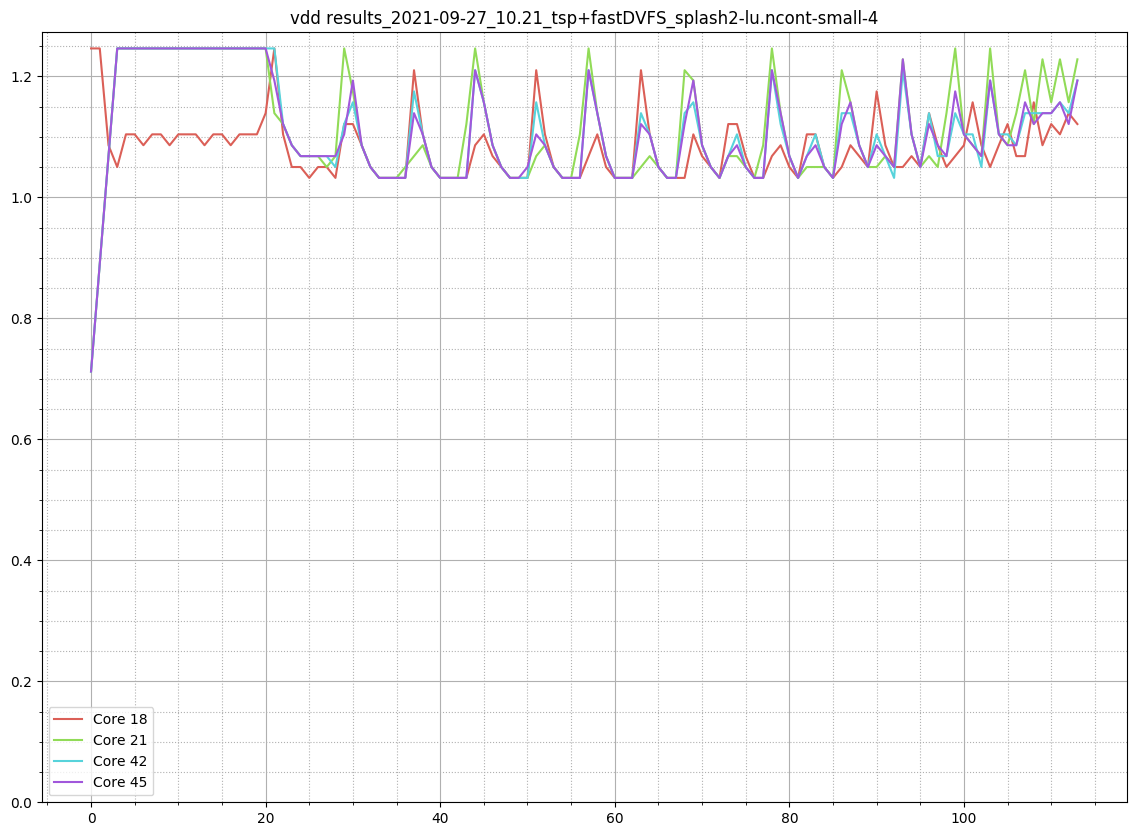 vdd results_2021-09-27_10.21_tsp+fastDVFS_splash2-lu.ncont-small-4
1.2
1.0
0.8
0.6
0.4
0.2
0.0
Core 18
Core 21
Core 42
Core 45
0 20 40 60 80 100